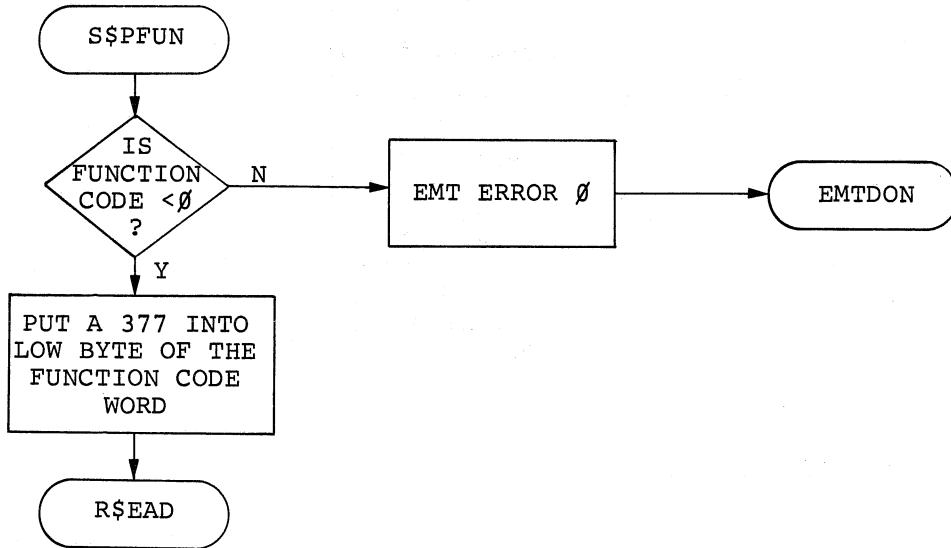 S$PFUN
IS
FUNCTION
CODE <Ø
?
N
EMT ERROR Ø
EMTDON
Y
PUT A 377 INTO
LOW BYTE OF THE
FUNCTION CODE
WORD
R$EAD